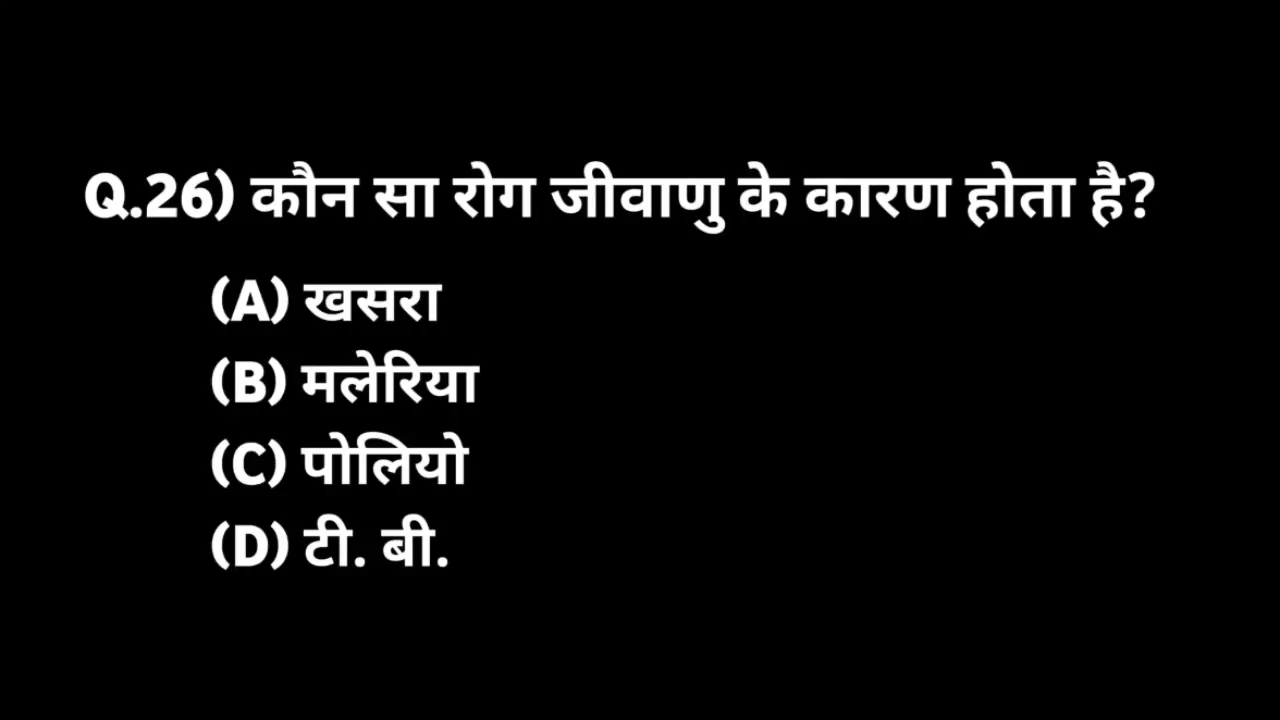 Q.26) कौन सा रोग जीवाणु के कारण होता है?
(A) खसरा
(B) मलेरिया
(C) पोलियो
(D) टी. बी.